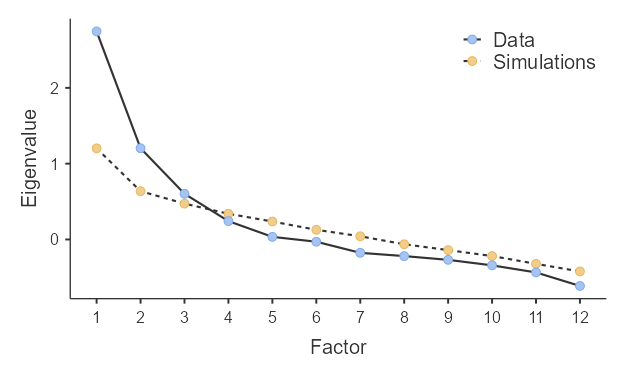 Data
Simulations
Eigenvalue
2
1
0
1 2 3 4 5 6 7 8 9 10 11 12
Factor